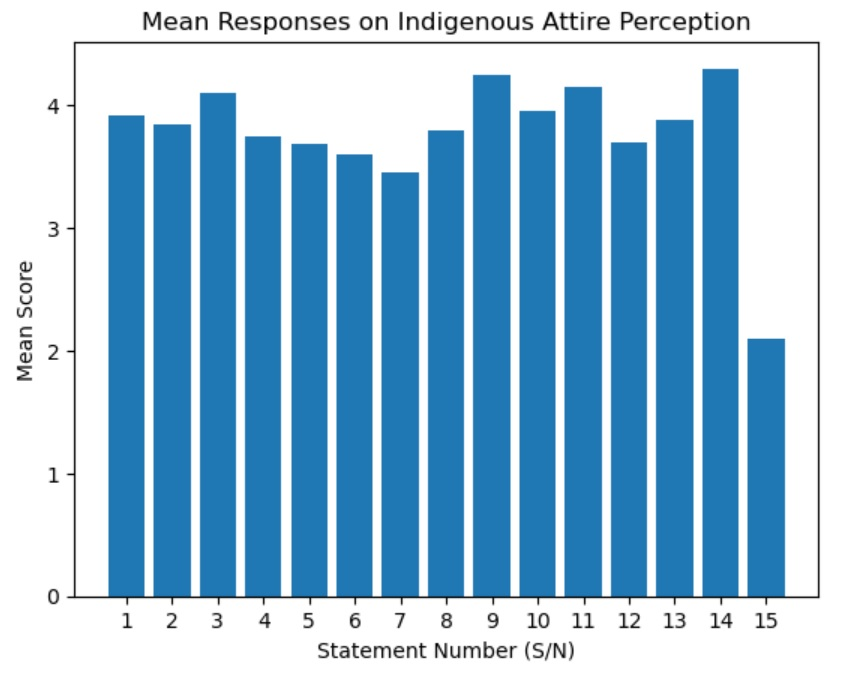 Mean Responses on Indigenous Attire Perception
4
3
2
1
0
Mean Score
1 2 3 4 5 6 7 8 9 10 11 12 13 14 15
Statement Number (S/N)